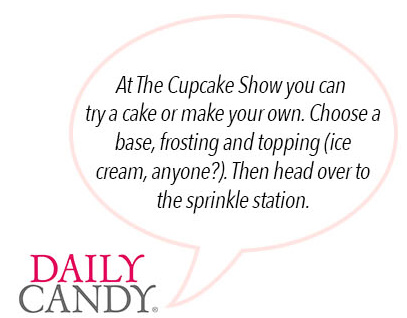 At The Cupcake Show you can
try a cake or make your own. Choose a
base, frosting and topping (ice
cream, anyone?). Then head over to
the sprinkle station.
DAILY
CANDY®